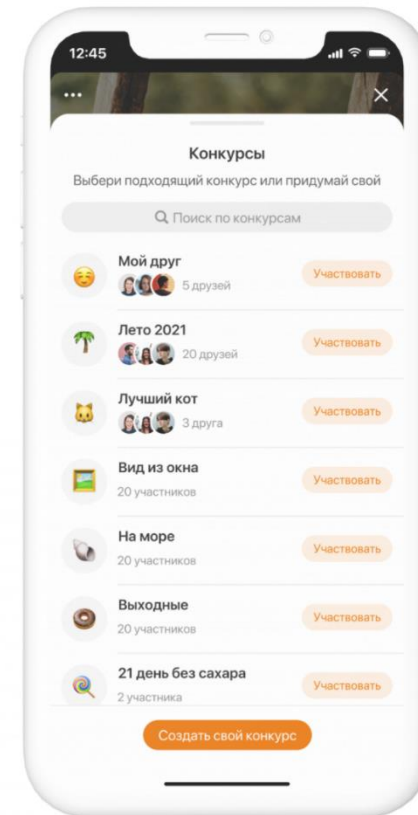 12:45
Конкурсы
Выбери подходящий конкурс или придумай свой
Поиск по конкурсам
Мой друг
5 друзей
Участвовать
Лето 2021
20 друзей
Участвовать
Лучший кот
3 друга
Участвовать
Вид из окна
20 участников
Участвовать
На море
20 участников
Участвовать
Выходные
20 участников
Участвовать
21 день без сахара
2 участника
Участвовать
Создать свой конкурс